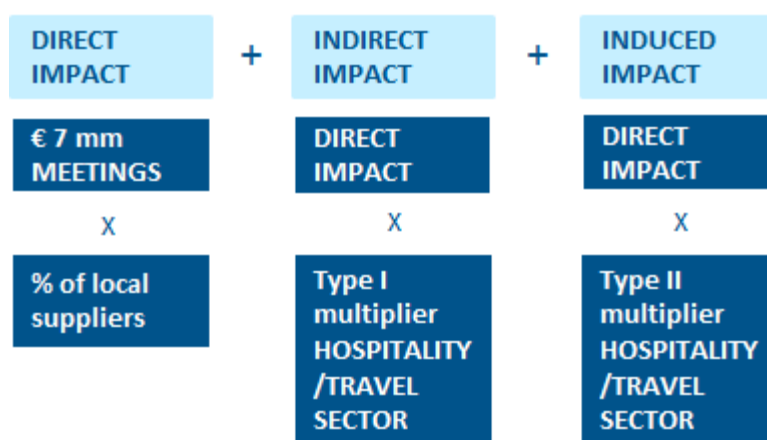 DIRECT
IMPACT
+
INDIRECT
IMPACT
+
INDUCED
IMPACT
€ 7 mm
MEETINGS
DIRECT
IMPACT
DIRECT
IMPACT
X
X
X
% of local
suppliers
Type I
multiplier
HOSPITALITY
/TRAVEL
SECTOR
Type II
multiplier
HOSPITALITY
/TRAVEL
SECTOR